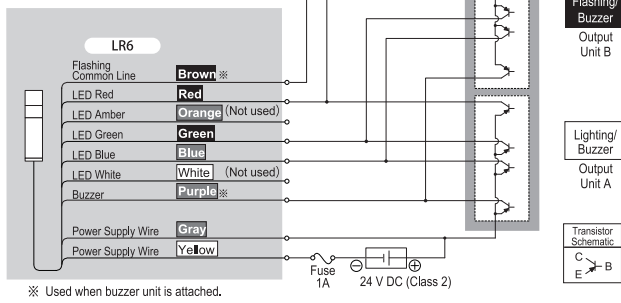 LR6
Flashing
Common Line Brown ※
LED Red Red
LED Amber Orange (Not used)
LED Green Green
LED Blue Blue
LED White White (Not used)
Buzzer Purple ※
Power Supply Wire Gray
Power Supply Wire Yellow
※ Used when buzzer unit is attached.
Fuse
1A
⊖ ⊕
24 V DC (Class 2)
Flashing/
Buzzer
Output
Unit B
Lighting/
Buzzer
Output
Unit A
Transistor
Schematic
C
B
E